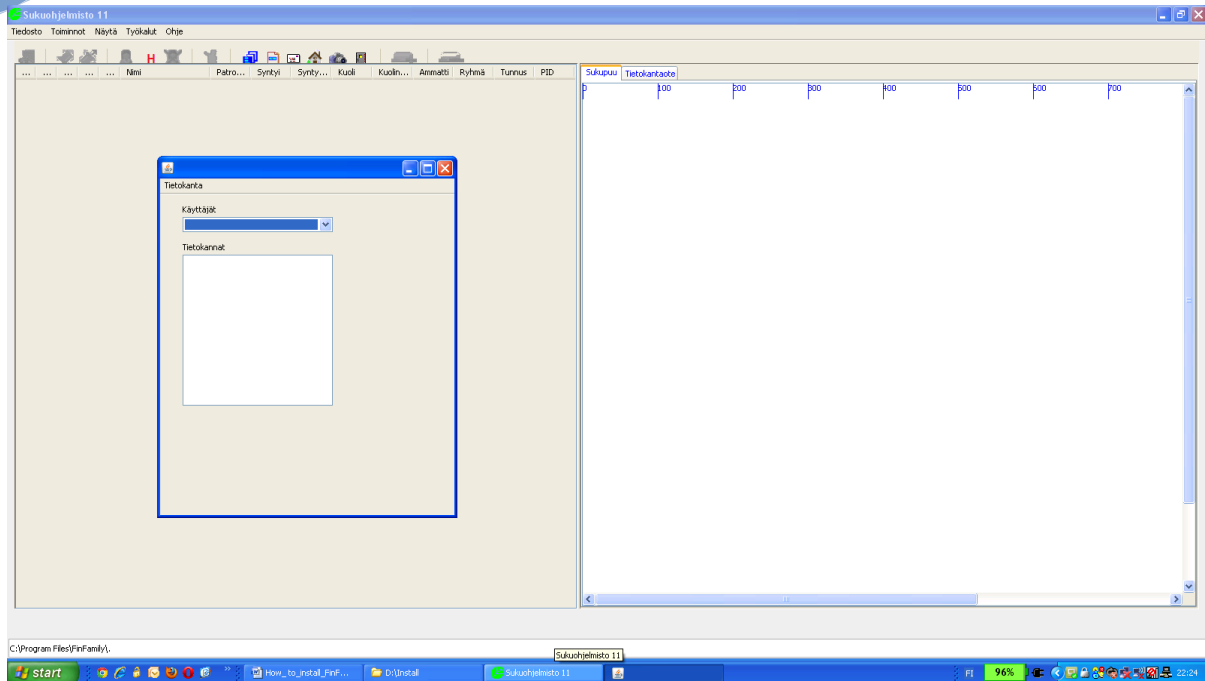 Sukuohjelmisto 11
Tiedosto Toiminnot Näytä Työkalut Ohje
H
... ... ... ... ... Nimi Patro... Syntyi Synty... Kuoli Kuolin... Ammatti Ryhmä Tunnus PID
Sukupuu Tietokantaote
0 100 200 300 400 500 600 700
Tietokanta
Käyttäjät
Tietokannat
C:\Program Files\FinFamily\.
Sukuohjelmisto 11
start » How_to_install_FinF... D:\Install Sukuohjelmisto 11 FI 96% 22:24